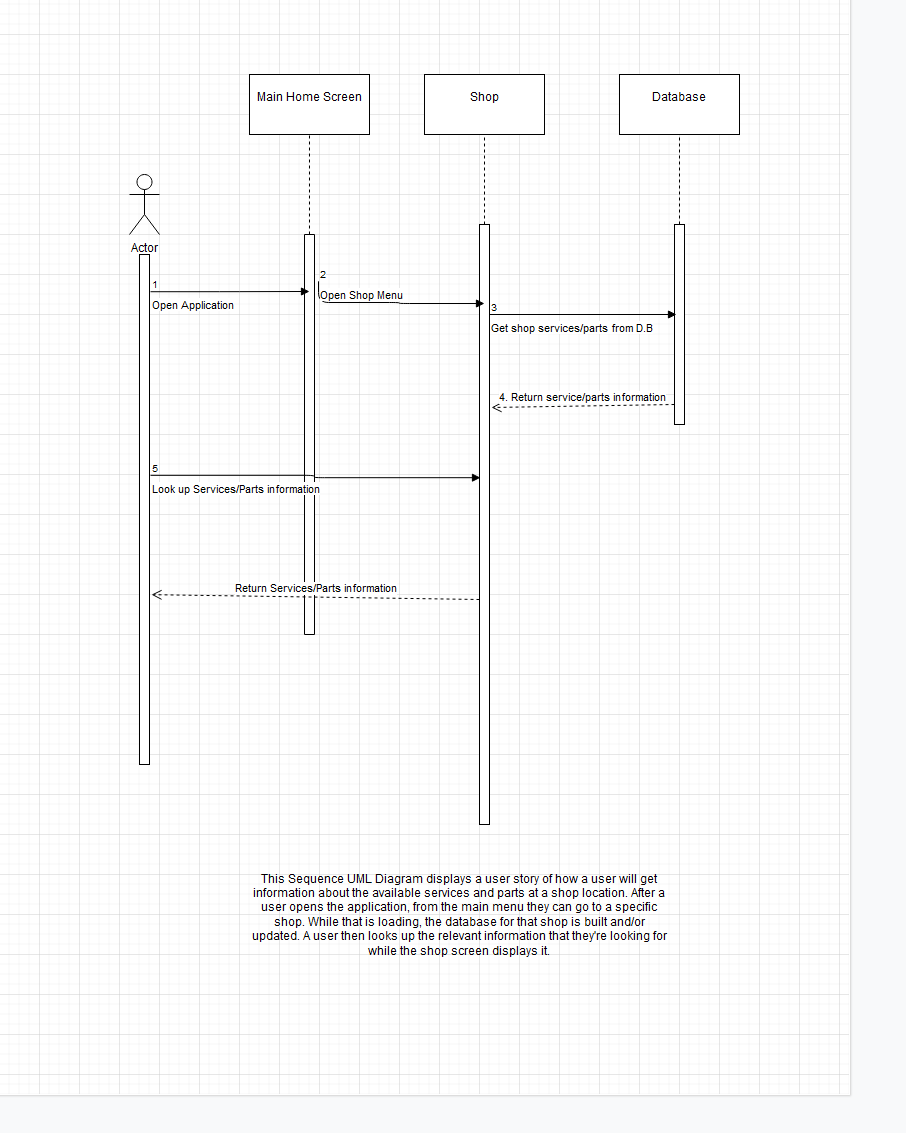 Main Home Screen
Shop
Database
Actor
1
Open Application
2
Open Shop Menu
3
Get shop services/parts from D.B
4. Return service/parts information
5
Look up Services/Parts information
Return Services/Parts information
This Sequence UML Diagram displays a user story of how a user will get
information about the available services and parts at a shop location. After a
user opens the application, from the main menu they can go to a specific
shop. While that is loading, the database for that shop is built and/or
updated. A user then looks up the relevant information that they're looking for
while the shop screen displays it.